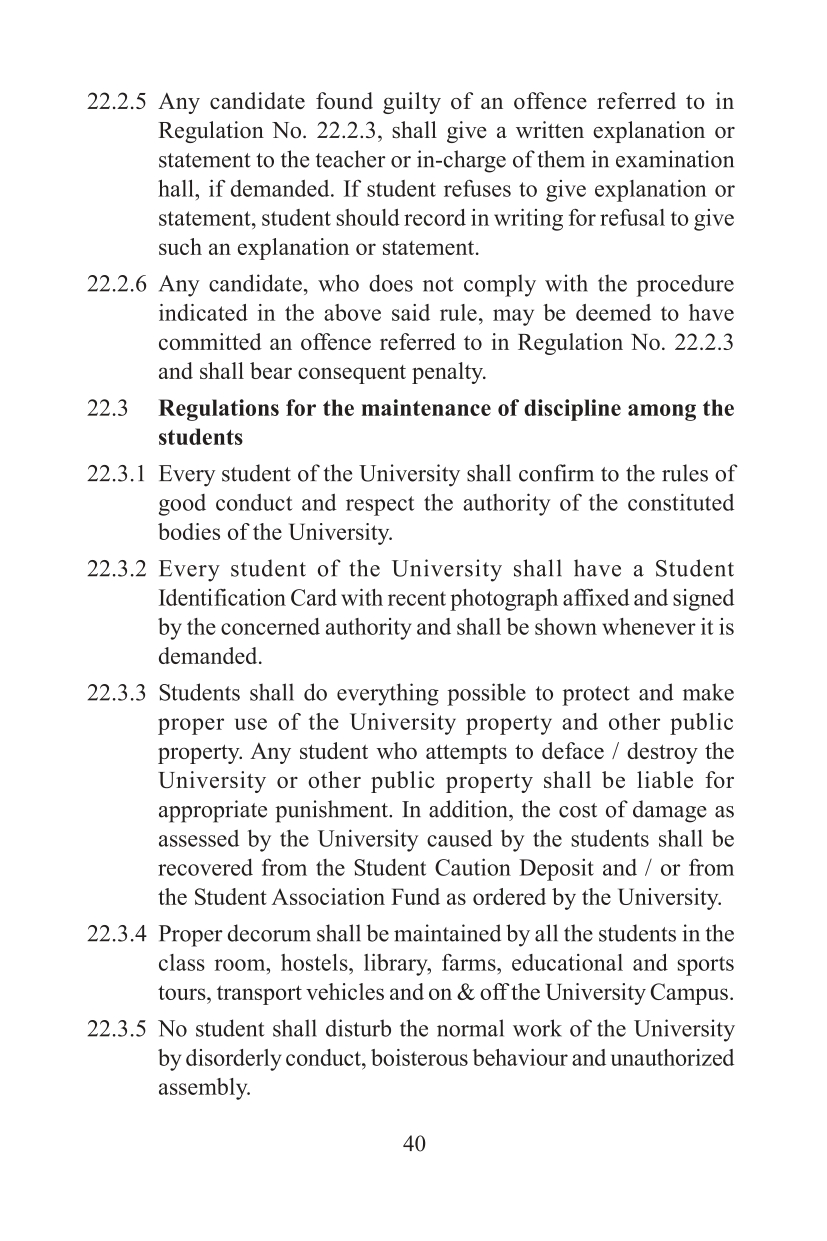 22.2.5 Any candidate found guilty of an offence referred to in
Regulation No. 22.2.3, shall give a written explanation or
statement to the teacher or in-charge of them in examination
hall, if demanded. If student refuses to give explanation or
statement, student should record in writing for refusal to give
such an explanation or statement.
22.2.6 Any candidate, who does not comply with the procedure
indicated in the above said rule, may be deemed to have
committed an offence referred to in Regulation No. 22.2.3
and shall bear consequent penalty.
22.3 Regulations for the maintenance of discipline among the
students
22.3.1 Every student of the University shall confirm to the rules of
good conduct and respect the authority of the constituted
bodies of the University.
22.3.2 Every student of the University shall have a Student
Identification Card with recent photograph affixed and signed
by the concerned authority and shall be shown whenever it is
demanded.
22.3.3 Students shall do everything possible to protect and make
proper use of the University property and other public
property. Any student who attempts to deface / destroy the
University or other public property shall be liable for
appropriate punishment. In addition, the cost of damage as
assessed by the University caused by the students shall be
recovered from the Student Caution Deposit and / or from
the Student Association Fund as ordered by the University.
22.3.4 Proper decorum shall be maintained by all the students in the
class room, hostels, library, farms, educational and sports
tours, transport vehicles and on & off the University Campus.
22.3.5 No student shall disturb the normal work of the University
by disorderly conduct, boisterous behaviour and unauthorized
assembly.
40